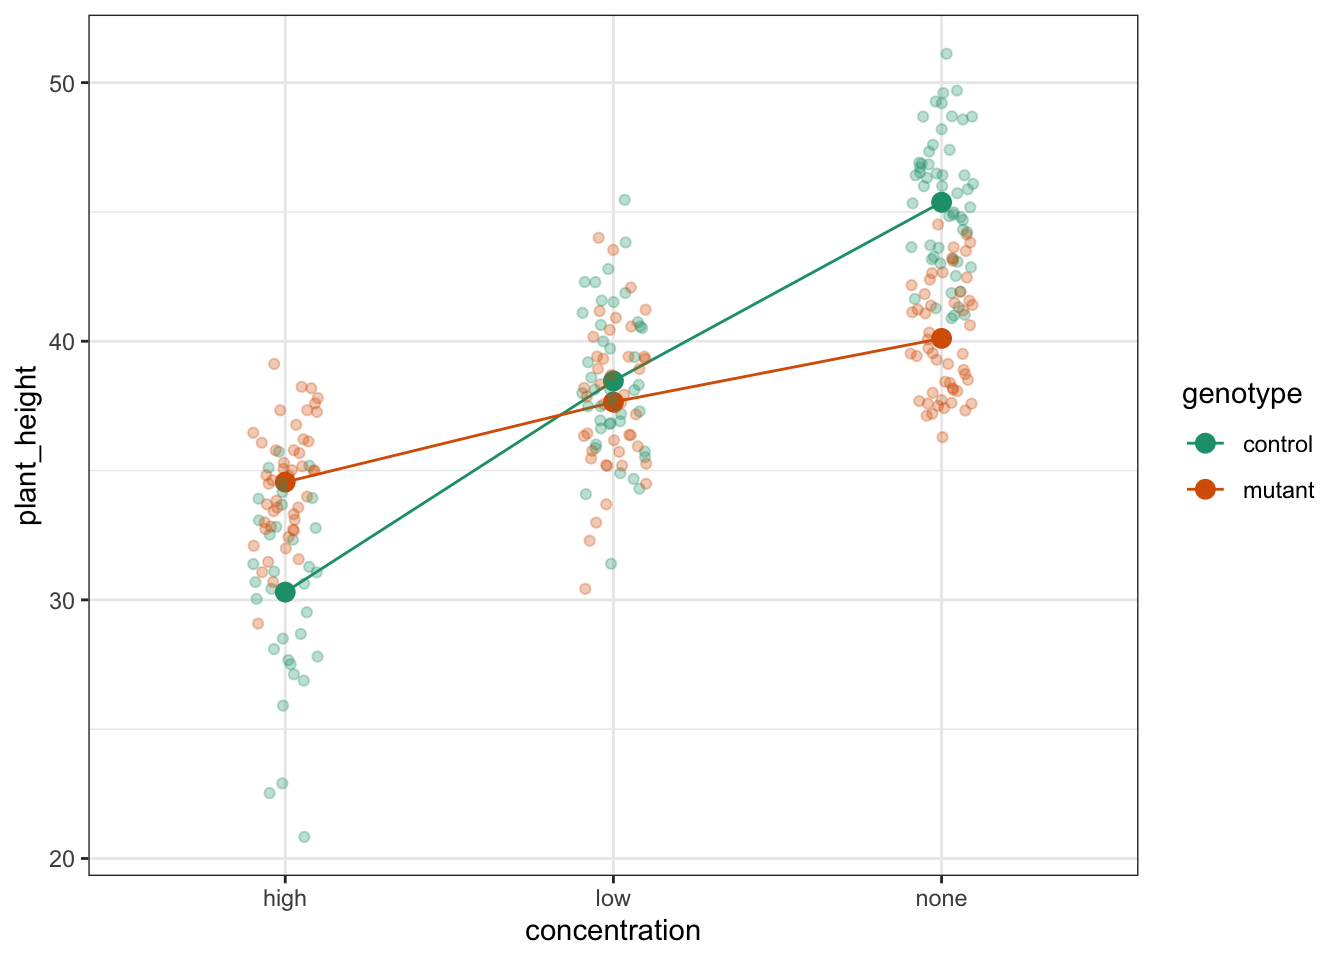 50
40
30
20
plant_height
high low none
concentration
genotype
control
mutant